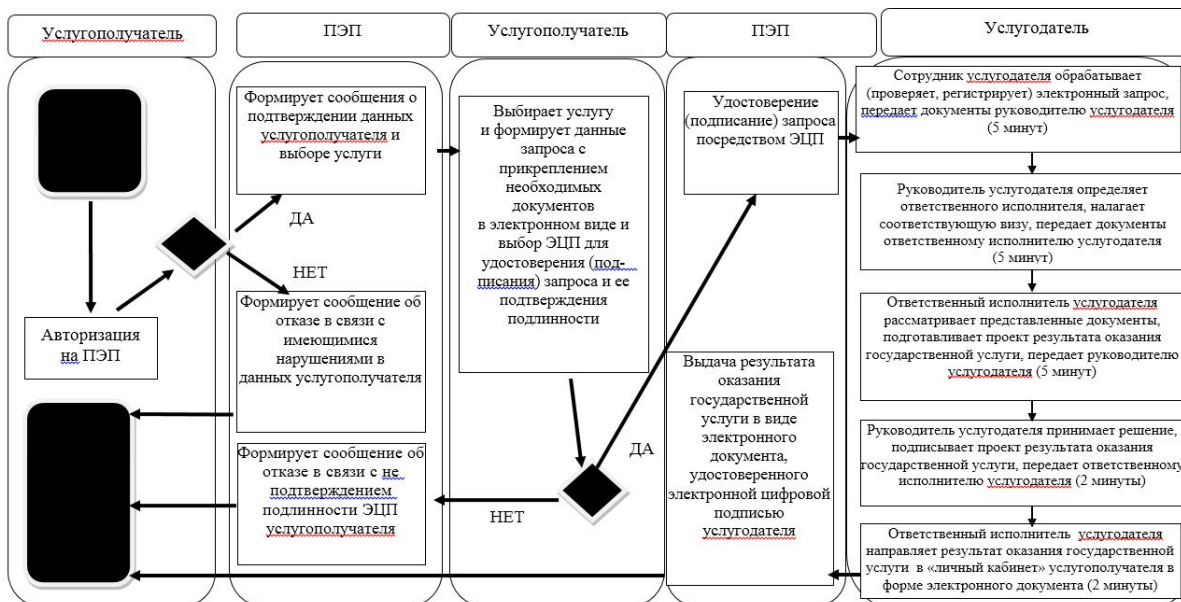 Услугополучатель
ПЭП
Услугополучатель
ПЭП
Услугодатель
Авторизация
на ПЭП
Формирует сообщения о
подтверждении данных
услугополучателя и
выборе услуги
ДА
НЕТ
Формирует сообщение об
отказе в связи с
имеющимися
нарушениями в
данных услугополучателя
Формирует сообщение об
отказе в связи с не
подтверждением
подлинности ЭЦП
услугополучателя
Выбирает услугу
и формирует данные
запроса с
прикреплением
необходимых
документов
в электронном виде и
выбор ЭЦП для
удостоверения (под-
писания) запроса и ее
подтверждения
подлинности
ДА
НЕТ
Удостоверение
(подписание) запроса
посредством ЭЦП
Выдача результата
оказания
государственной
услуги в виде
электронного
документа,
удостоверенного
электронной цифровой
подписью
услугодателя
Сотрудник услугодателя обрабатывает
(проверяет, регистрирует) электронный запрос,
передает документы руководителю услугодателя
(5 минут)
Руководитель услугодателя определяет
ответственного исполнителя, налагает
соответствующую визу, передает документы
ответственному исполнителю услугодателя
(5 минут)
Ответственный исполнитель услугодателя
рассматривает представленные документы,
подготавливает проект результата оказания
государственной услуги, передает руководителю
услугодателя (5 минут)
Руководитель услугодателя принимает решение,
подписывает проект результата оказания
государственной услуги, передает ответственному
исполнителю услугодателя (2 минуты)
Ответственный исполнитель услугодателя
направляет результат оказания государственной
услуги в «личный кабинет» услугополучателя в
форме электронного документа (2 минуты)